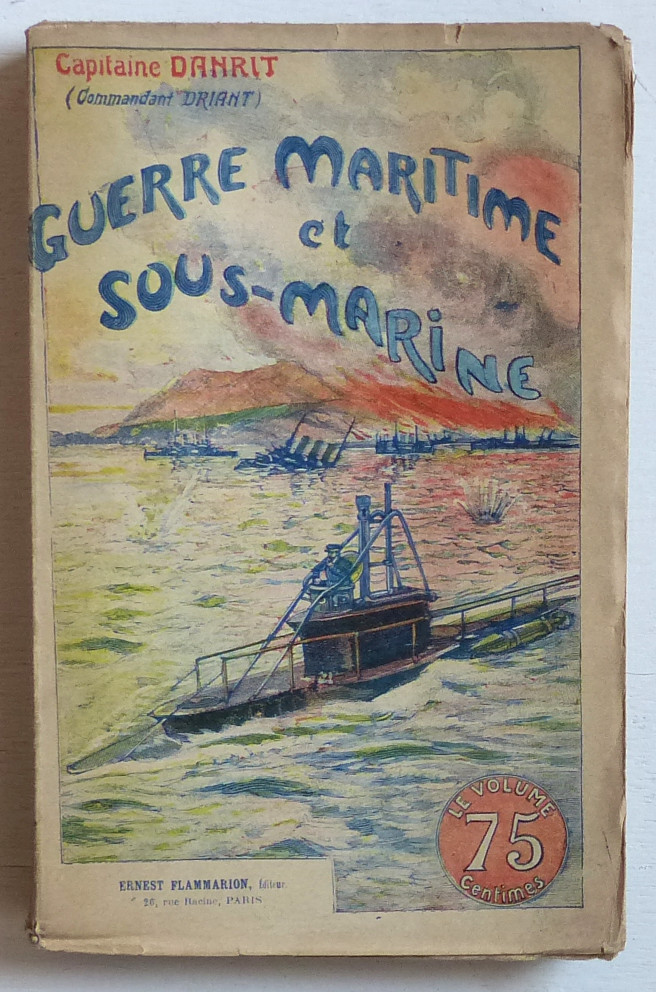 Capitaine DANRIT
(Commandant DRIANT)
GUERRE MARITIME
et
SOUS-MARINE
LE VOLUME
75
Centimes
ERNEST FLAMMARION, Éditeur
26, rue Racine, PARIS